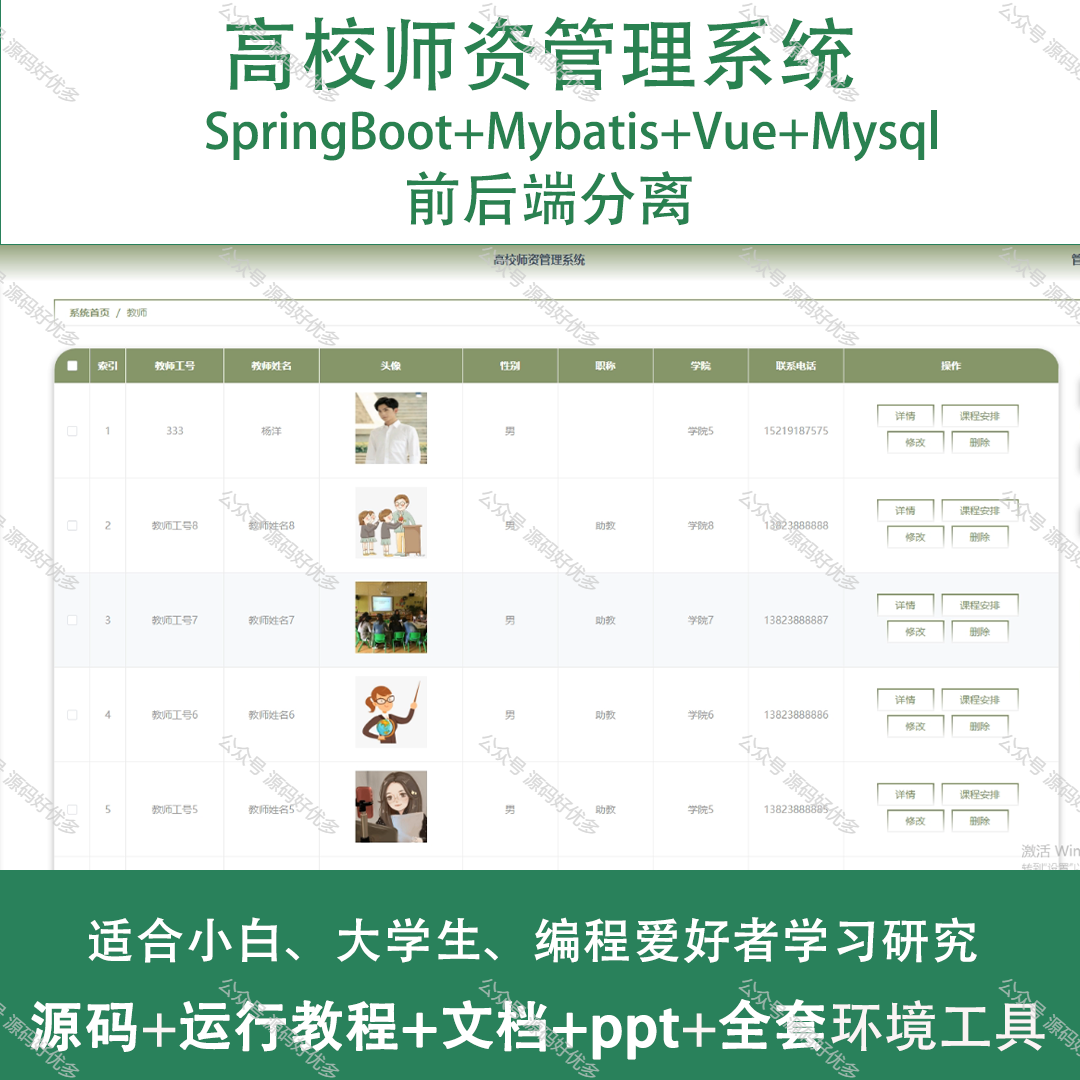 高校师资管理系统
SpringBoot+Mybatis+Vue+Mysql
前后端分离
高校师资管理系统
系统首页 / 教师
索引 教师工号 教师姓名 头像 性别 职称 学院 联系电话 操作
1 333 杨洋 男 学院5 15219187575 详情 课程安排
修改 删除
2 教师工号8 教师姓名8 男 助教 学院8 13823888888 详情 课程安排
修改 删除
3 教师工号7 教师姓名7 男 助教 学院7 13823888887 详情 课程安排
修改 删除
4 教师工号6 教师姓名6 男 助教 学院6 13823888886 详情 课程安排
修改 删除
5 教师工号5 教师姓名5 男 助教 学院5 13823888885 详情 课程安排
修改 删除
激活 Win
适合小白、大学生、编程爱好者学习研究
源码+运行教程+文档+ppt+全套环境工具
公众号 源码好优多